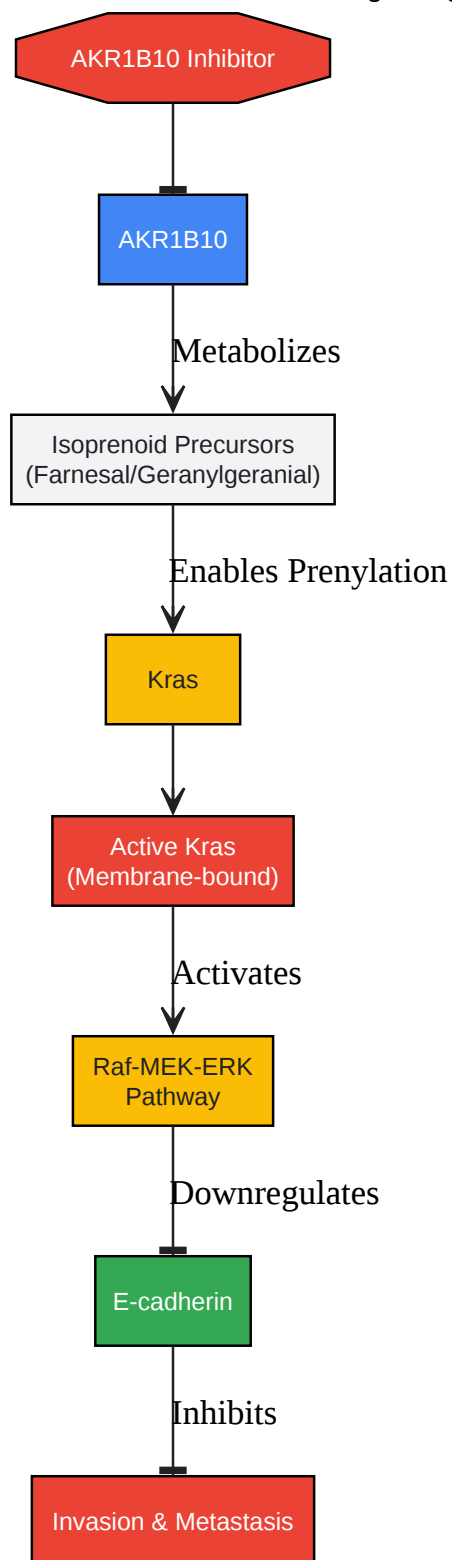 AKR1B10 Inhibitor
AKR1B10
Metabolizes
Isoprenoid Precursors
(Farnesal/Geranylgeranial)
Enables Prenylation
Kras
Active Kras
(Membrane-bound)
Activates
Raf-MEK-ERK
Pathway
Downregulates
E-cadherin
Inhibits
Invasion & Metastasis